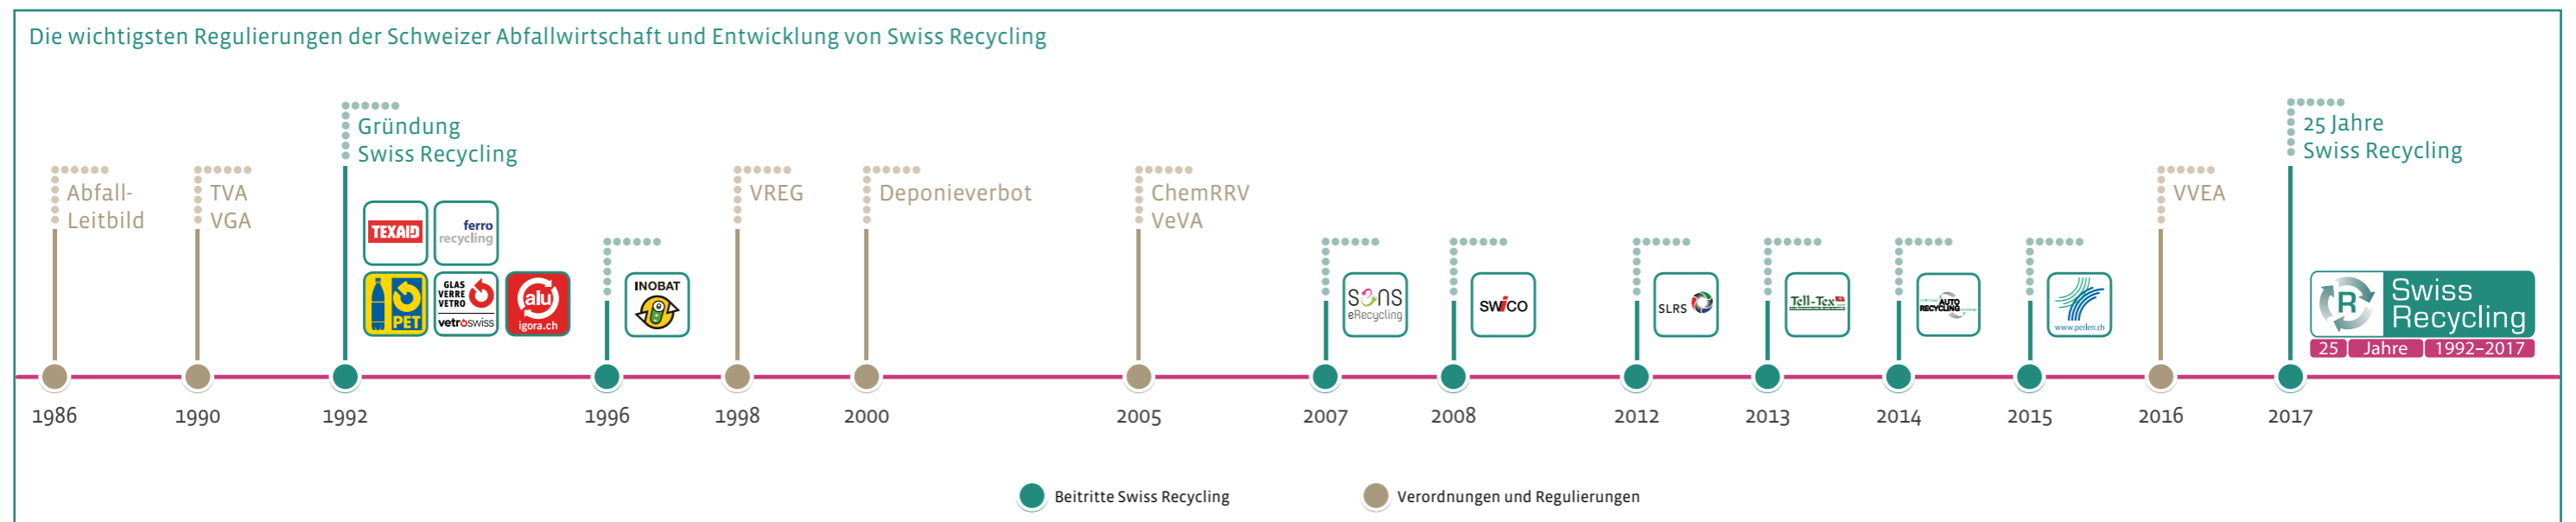 Die wichtigsten Regulierungen der Schweizer Abfallwirtschaft und Entwicklung von Swiss Recycling
Abfall-
Leitbild
TVA
VGA
Gründung
Swiss Recycling
TEXAID
ferro
recycling
PET
GLAS
VERRE
VETRO
vetroswiss
alu
igora.ch
INOBAT
VREG
Deponieverbot
ChemRRV
VeVA
SENS
eRecycling
SWiCO
SLRS
Tell-Tex
AUTO
RECYCLING
www.perlen.ch
VVEA
25 Jahre
Swiss Recycling
R
Swiss
Recycling
25 Jahre 1992–2017
1986 1990 1992 1996 1998 2000 2005 2007 2008 2012 2013 2014 2015 2016 2017
Beitritte Swiss Recycling
Verordnungen und Regulierungen